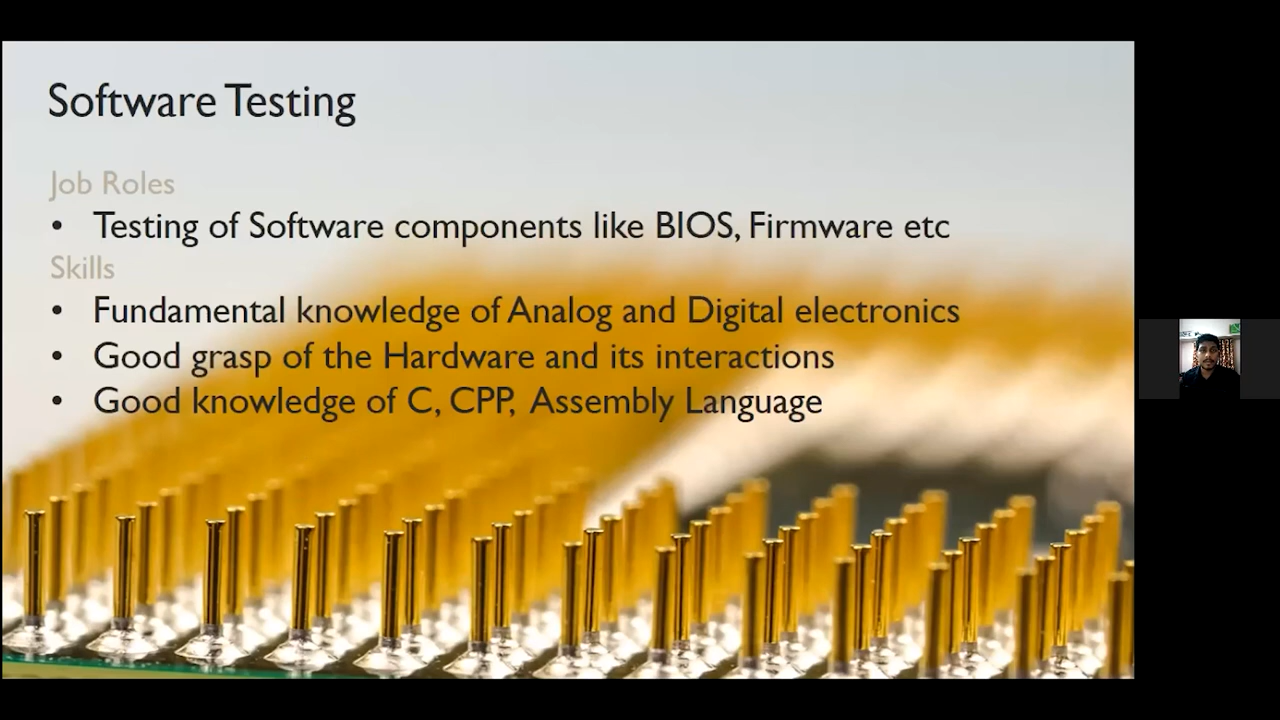 Software Testing
Job Roles
• Testing of Software components like BIOS, Firmware etc
Skills
• Fundamental knowledge of Analog and Digital electronics
• Good grasp of the Hardware and its interactions
• Good knowledge of C, CPP, Assembly Language